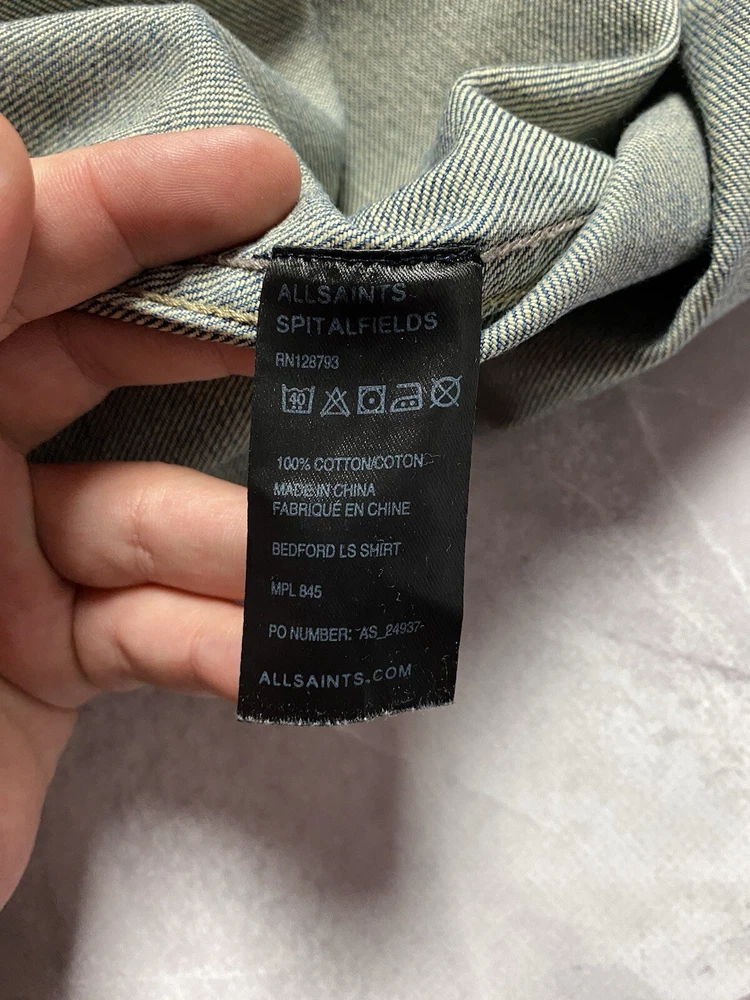 ALLSAINTS
SPITALFIELDS
RN128793
40
100% COTTON/COTON
MADE IN CHINA
FABRIQUÉ EN CHINE
BEDFORD LS SHIRT
MPL 845
PO NUMBER: AS_24937
ALLSAINTS.COM